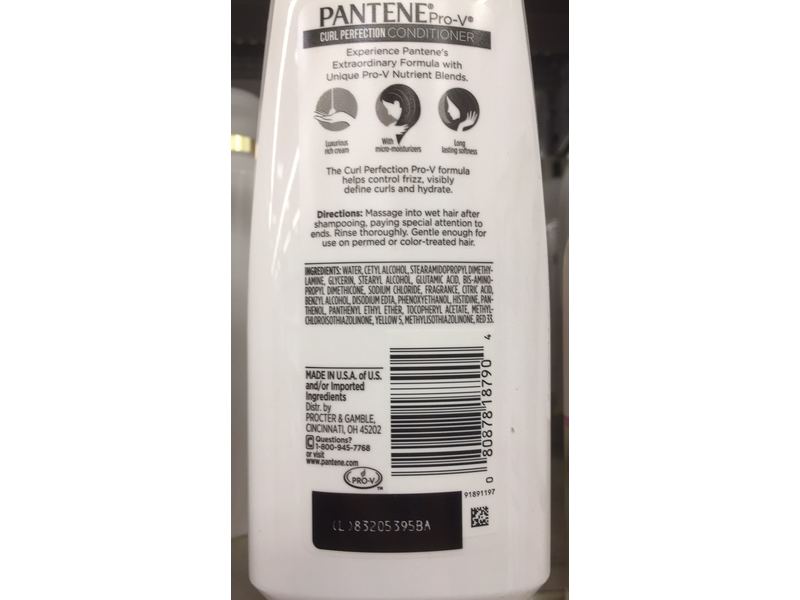 PANTENE® Pro-V®
CURL PERFECTION CONDITIONER
Experience Pantene's
Extraordinary Formula with
Unique Pro-V Nutrient Blends.
Luxurious
rich cream
With
micro-moisturizers
Long
lasting softness
The Curl Perfection Pro-V formula
helps control frizz, visibly
define curls and hydrate.
Directions: Massage into wet hair after
shampooing, paying special attention to
ends. Rinse thoroughly. Gentle enough for
use on permed or color-treated hair.
INGREDIENTS: WATER, CETYL ALCOHOL, STEARAMIDOPROPYL DIMETHY-
LAMINE, GLYCERIN, STEARYL ALCOHOL, GLUTAMIC ACID, BIS-AMINO-
PROPYL DIMETHICONE, SODIUM CHLORIDE, FRAGRANCE, CITRIC ACID,
BENZYL ALCOHOL, DISODIUM EDTA, PHENOXYETHANOL, HISTIDINE, PAN-
THENOL, PANTHENYL ETHYL ETHER, TOCOPHERYL ACETATE, METHYL-
CHLOROISOTHIAZOLINONE, YELLOW 5, METHYLISOTHIAZOLINONE, RED 33.
MADE IN U.S.A. of U.S.
and/or Imported
Ingredients
Distr. by
PROCTER & GAMBLE,
CINCINNATI, OH 45202
Questions?
1-800-945-7768
or visit
www.pantene.com
PRO-V™
0 80878 18790 4
91891197
(L)83205395BA